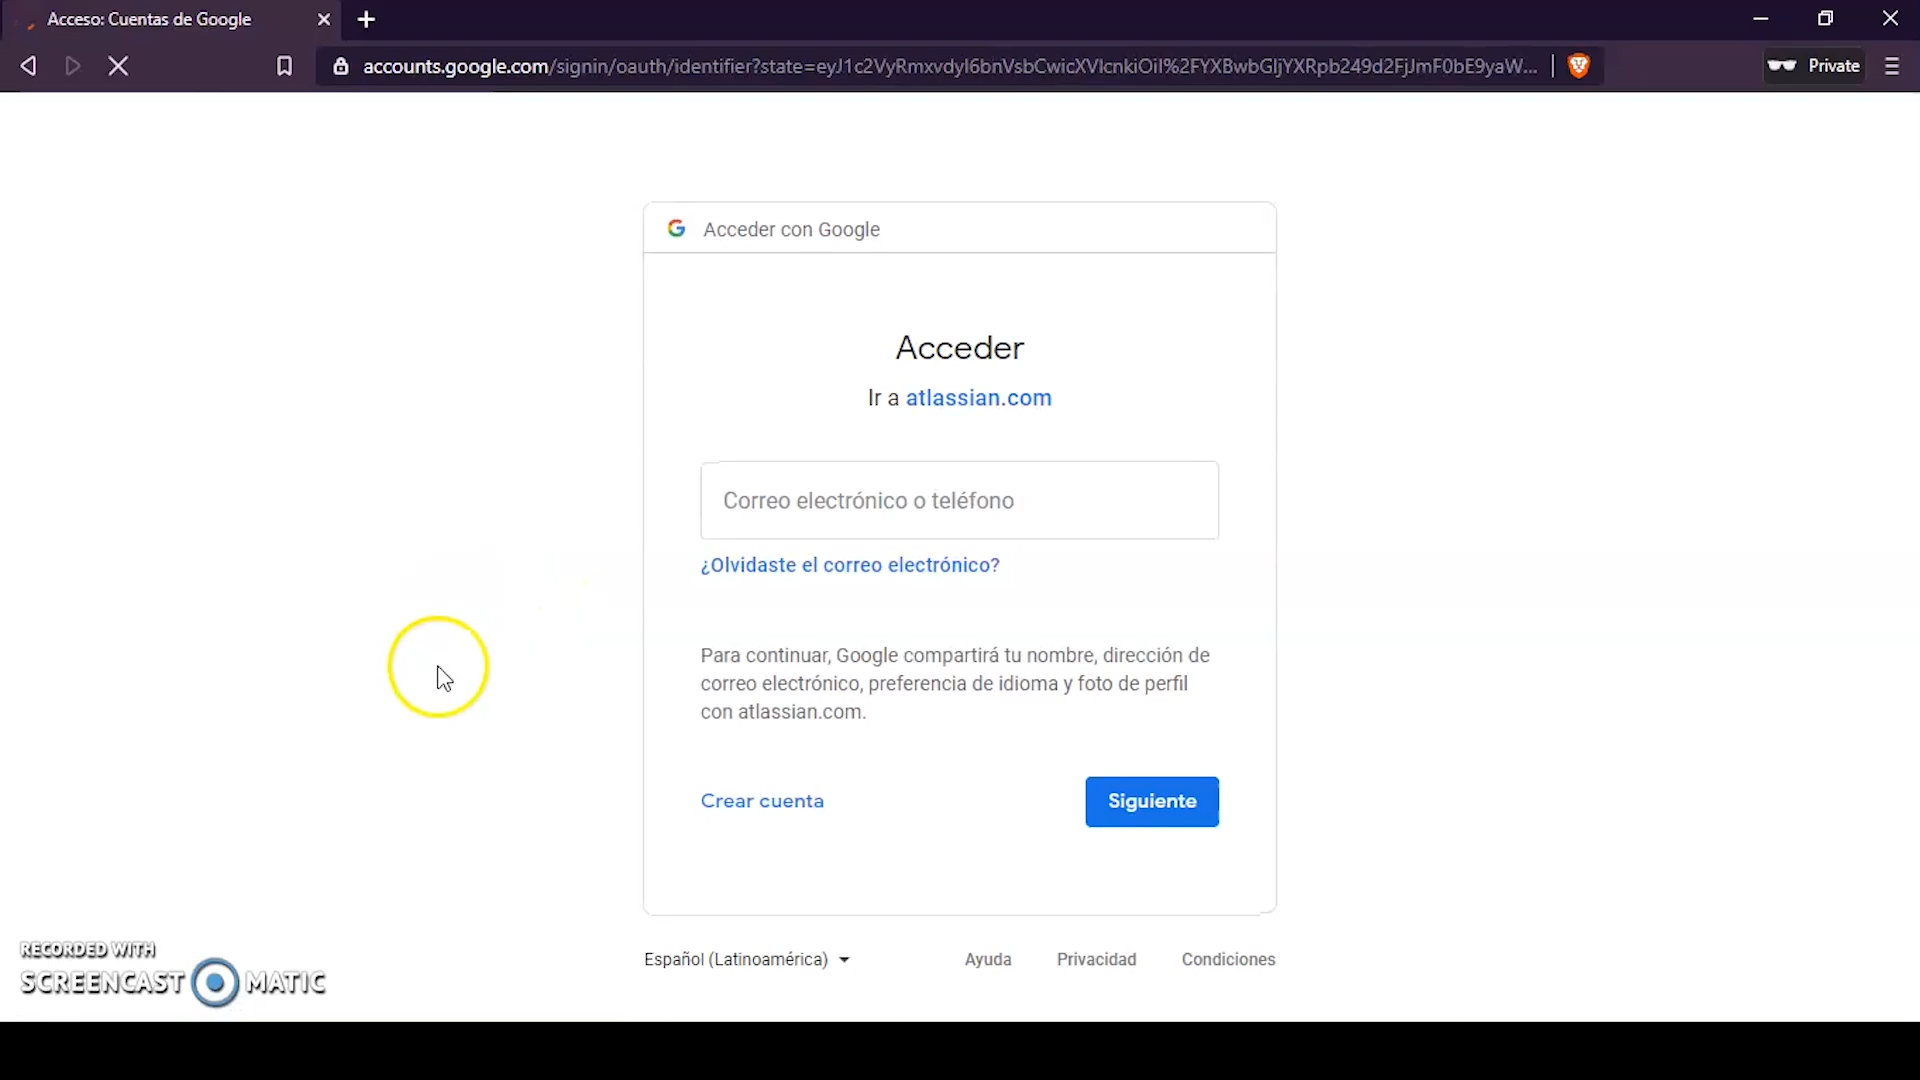 Acceso: Cuentas de Google
accounts.google.com/signin/oauth/identifier?state=eyJ1c2VyRmxvdyI6bnVsbCwicXVlcnkiOiI%2FYXBwbGljYXRpb249d2FjJmF0bE9yaW...
Private
Acceder con Google
Acceder
Ir a atlassian.com
Correo electrónico o teléfono
¿Olvidaste el correo electrónico?
Para continuar, Google compartirá tu nombre, dirección de
correo electrónico, preferencia de idioma y foto de perfil
con atlassian.com.
Crear cuenta
Siguiente
Español (Latinoamérica)
Ayuda
Privacidad
Condiciones
RECORDED WITH
SCREENCAST MATIC